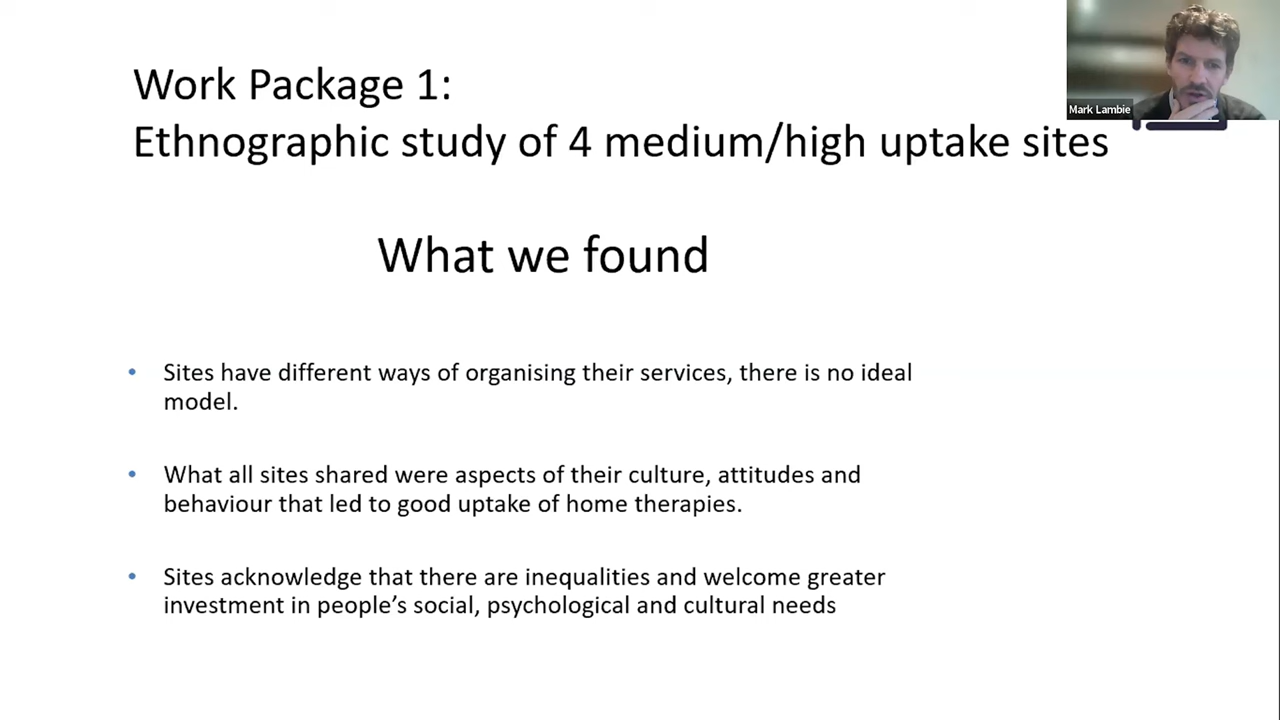 Work Package 1:
Ethnographic study of 4 medium/high uptake sites
Mark Lambie
What we found
• Sites have different ways of organising their services, there is no ideal
model.
• What all sites shared were aspects of their culture, attitudes and
behaviour that led to good uptake of home therapies.
• Sites acknowledge that there are inequalities and welcome greater
investment in people's social, psychological and cultural needs